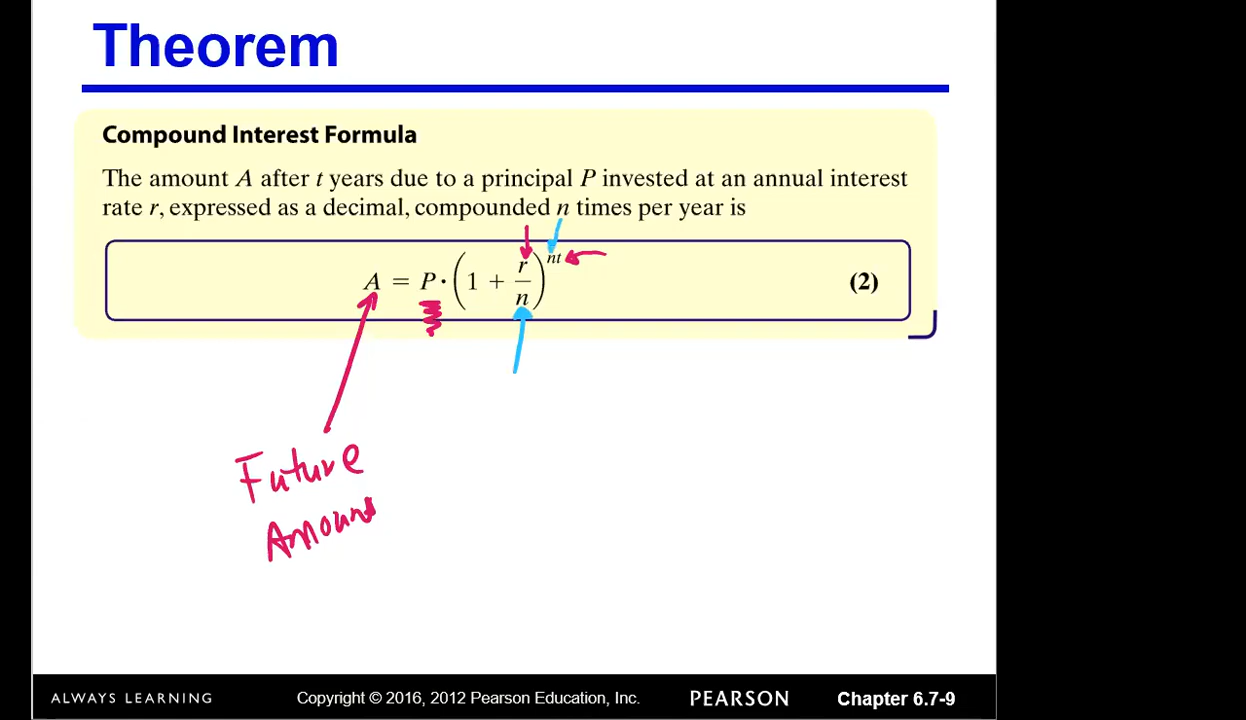 Theorem
Compound Interest Formula
The amount A after t years due to a principal P invested at an annual interest
rate r, expressed as a decimal, compounded n times per year is
A = P · (1 + r/n)^nt (2)
Future
Amount
ALWAYS LEARNING Copyright © 2016, 2012 Pearson Education, Inc. PEARSON Chapter 6.7-9